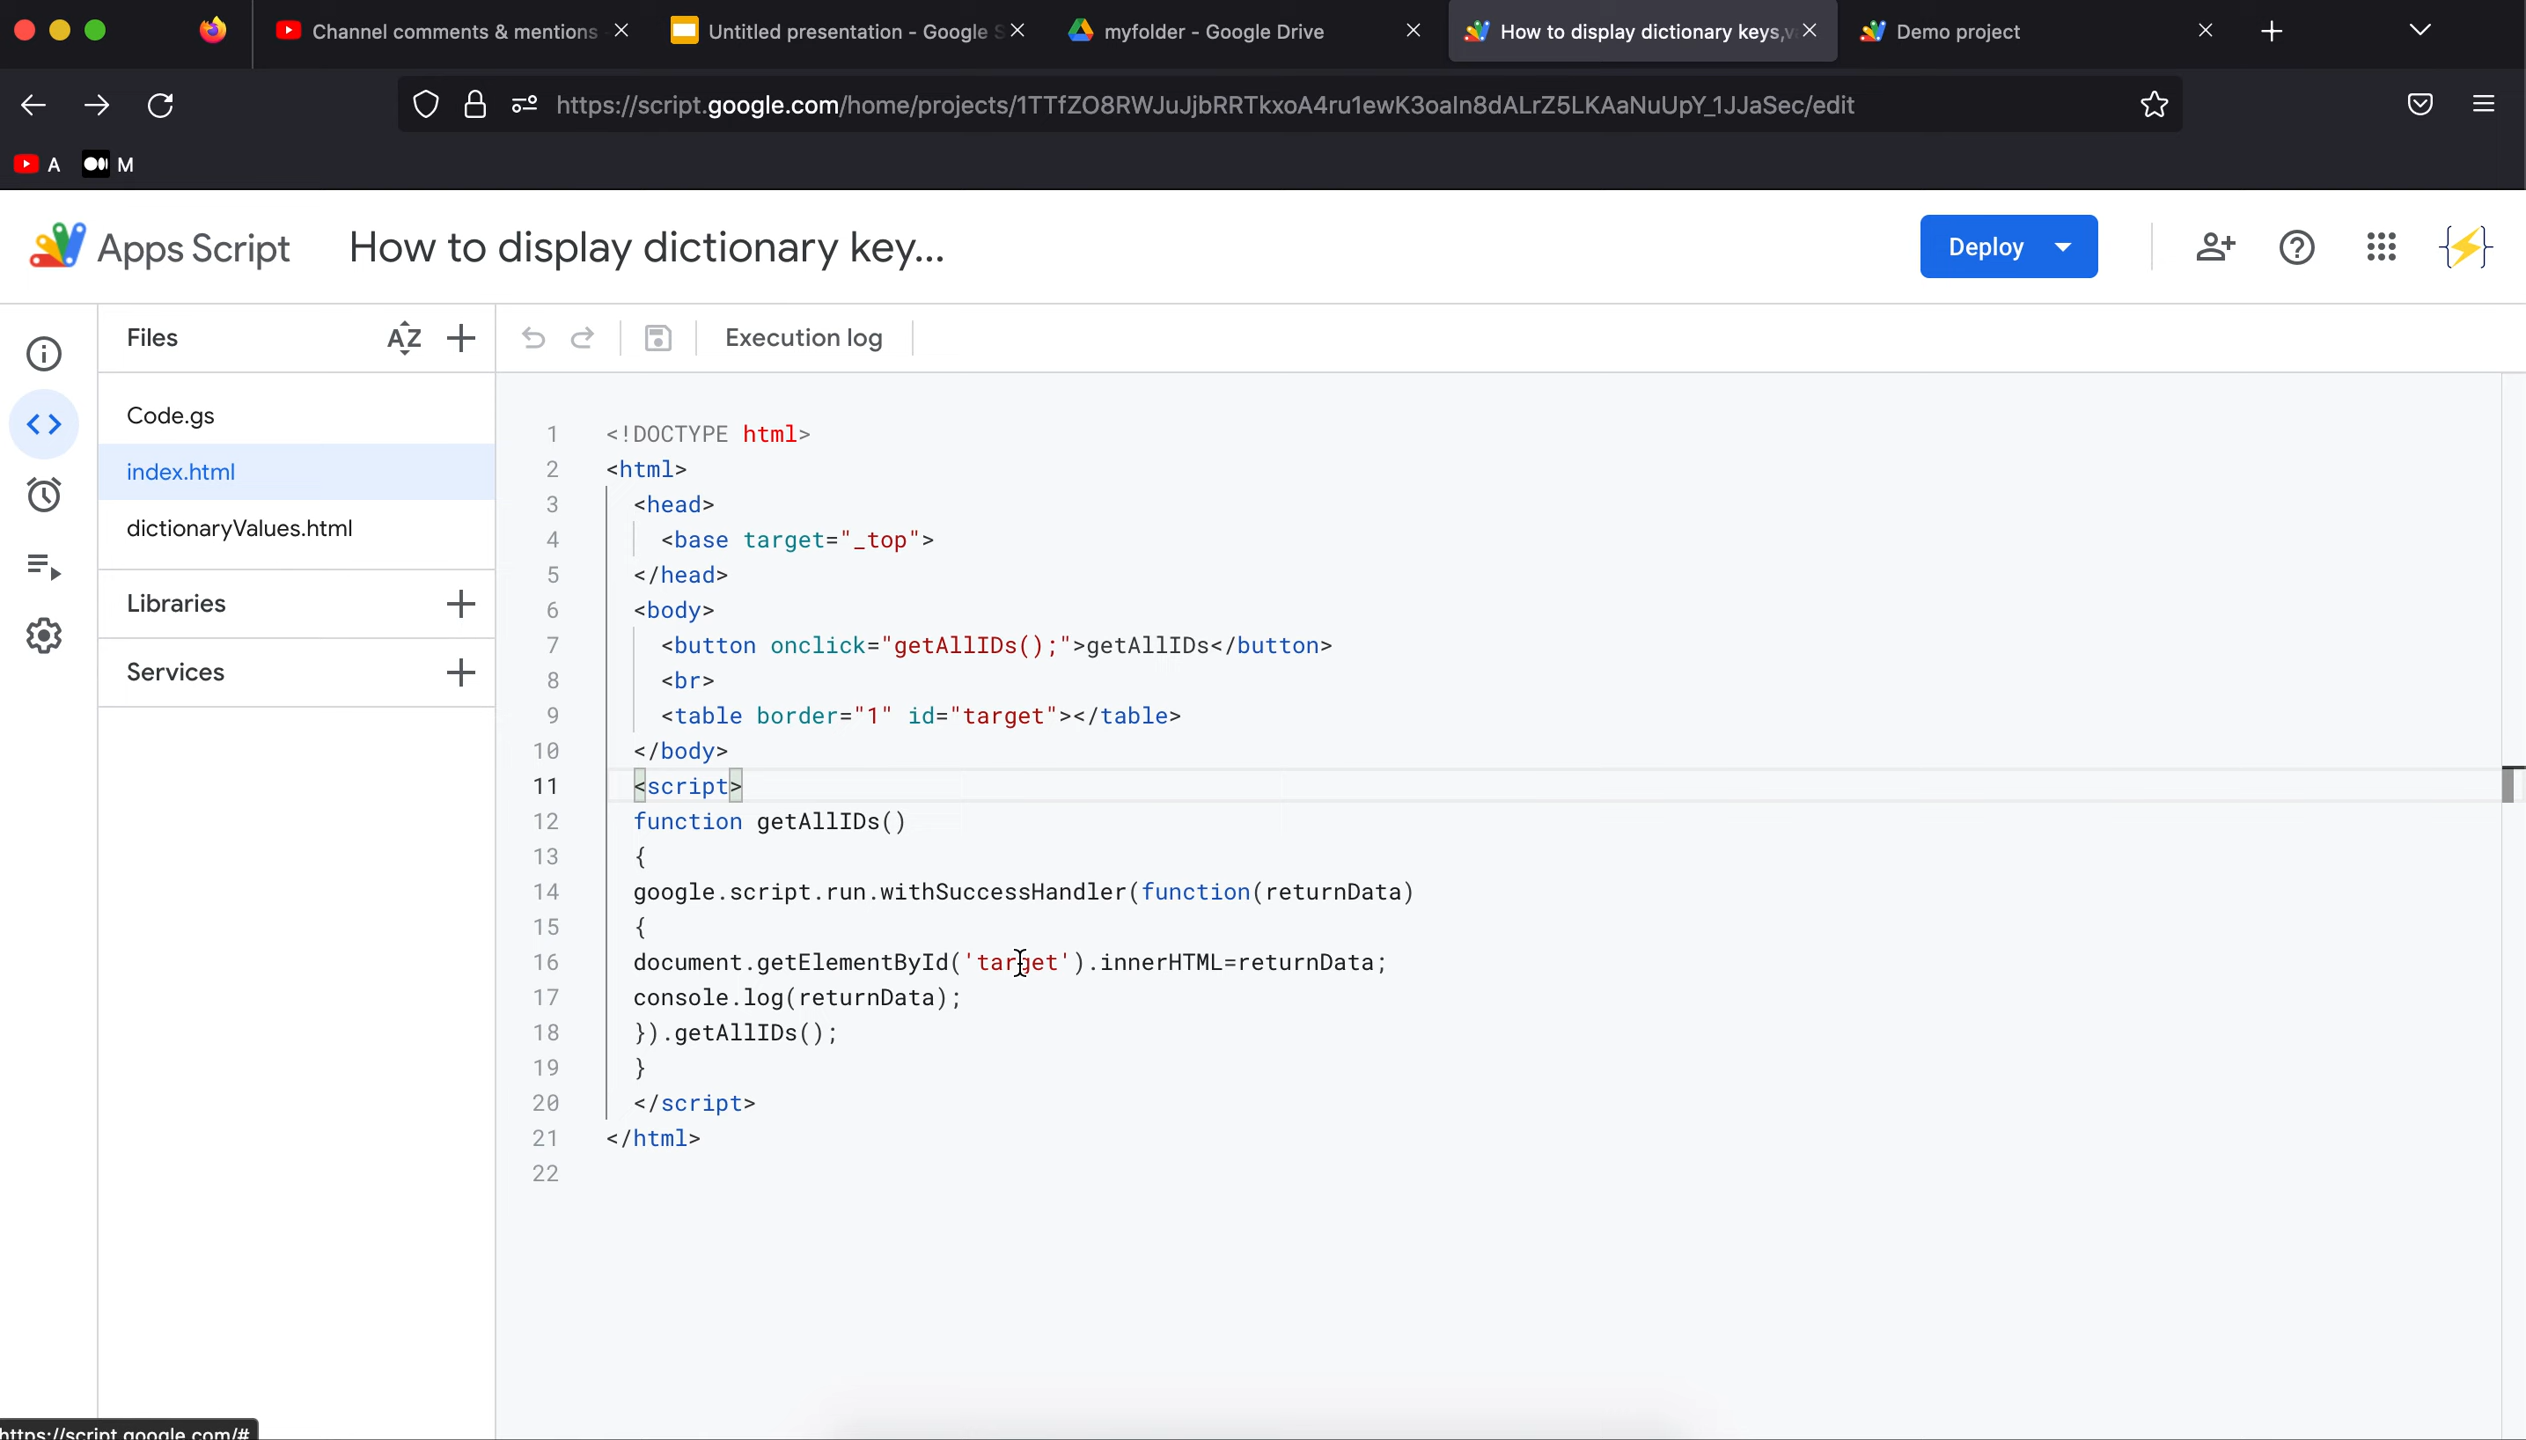 Channel comments & mentions
Untitled presentation - Google S
myfolder - Google Drive
How to display dictionary keys,v
Demo project
https://script.google.com/home/projects/1TTfZO8RWJuJjbRRTkxoA4ru1ewK3oaln8dALrZ5LKAaNuUpY_1JJaSec/edit
A
M
Apps Script
How to display dictionary key...
Deploy
Files
AZ
Execution log
Code.gs
index.html
dictionaryValues.html
Libraries
Services
1 <!DOCTYPE html>
2 <html>
3 <head>
4 <base target="_top">
5 </head>
6 <body>
7 <button onclick="getAllIDs();">getAllIDs</button>
8 <br>
9 <table border="1" id="target"></table>
10 </body>
11 <script>
12 function getAllIDs()
13 {
14 google.script.run.withSuccessHandler(function(returnData)
15 {
16 document.getElementById('target').innerHTML=returnData;
17 console.log(returnData);
18 }).getAllIDs();
19 }
20 </script>
21 </html>
22
https://script.google.com/#